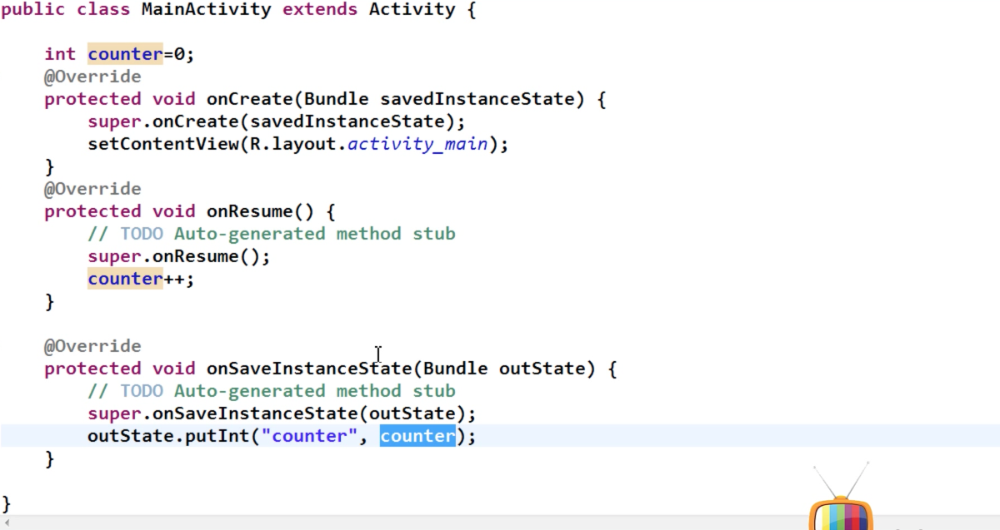 public class MainActivity extends Activity {
int counter=0;
@Override
protected void onCreate(Bundle savedInstanceState) {
super.onCreate(savedInstanceState);
setContentView(R.layout.activity_main);
}
@Override
protected void onResume() {
// TODO Auto-generated method stub
super.onResume();
counter++;
}
@Override
protected void onSaveInstanceState(Bundle outState) {
// TODO Auto-generated method stub
super.onSaveInstanceState(outState);
outState.putInt("counter", counter);
}
}